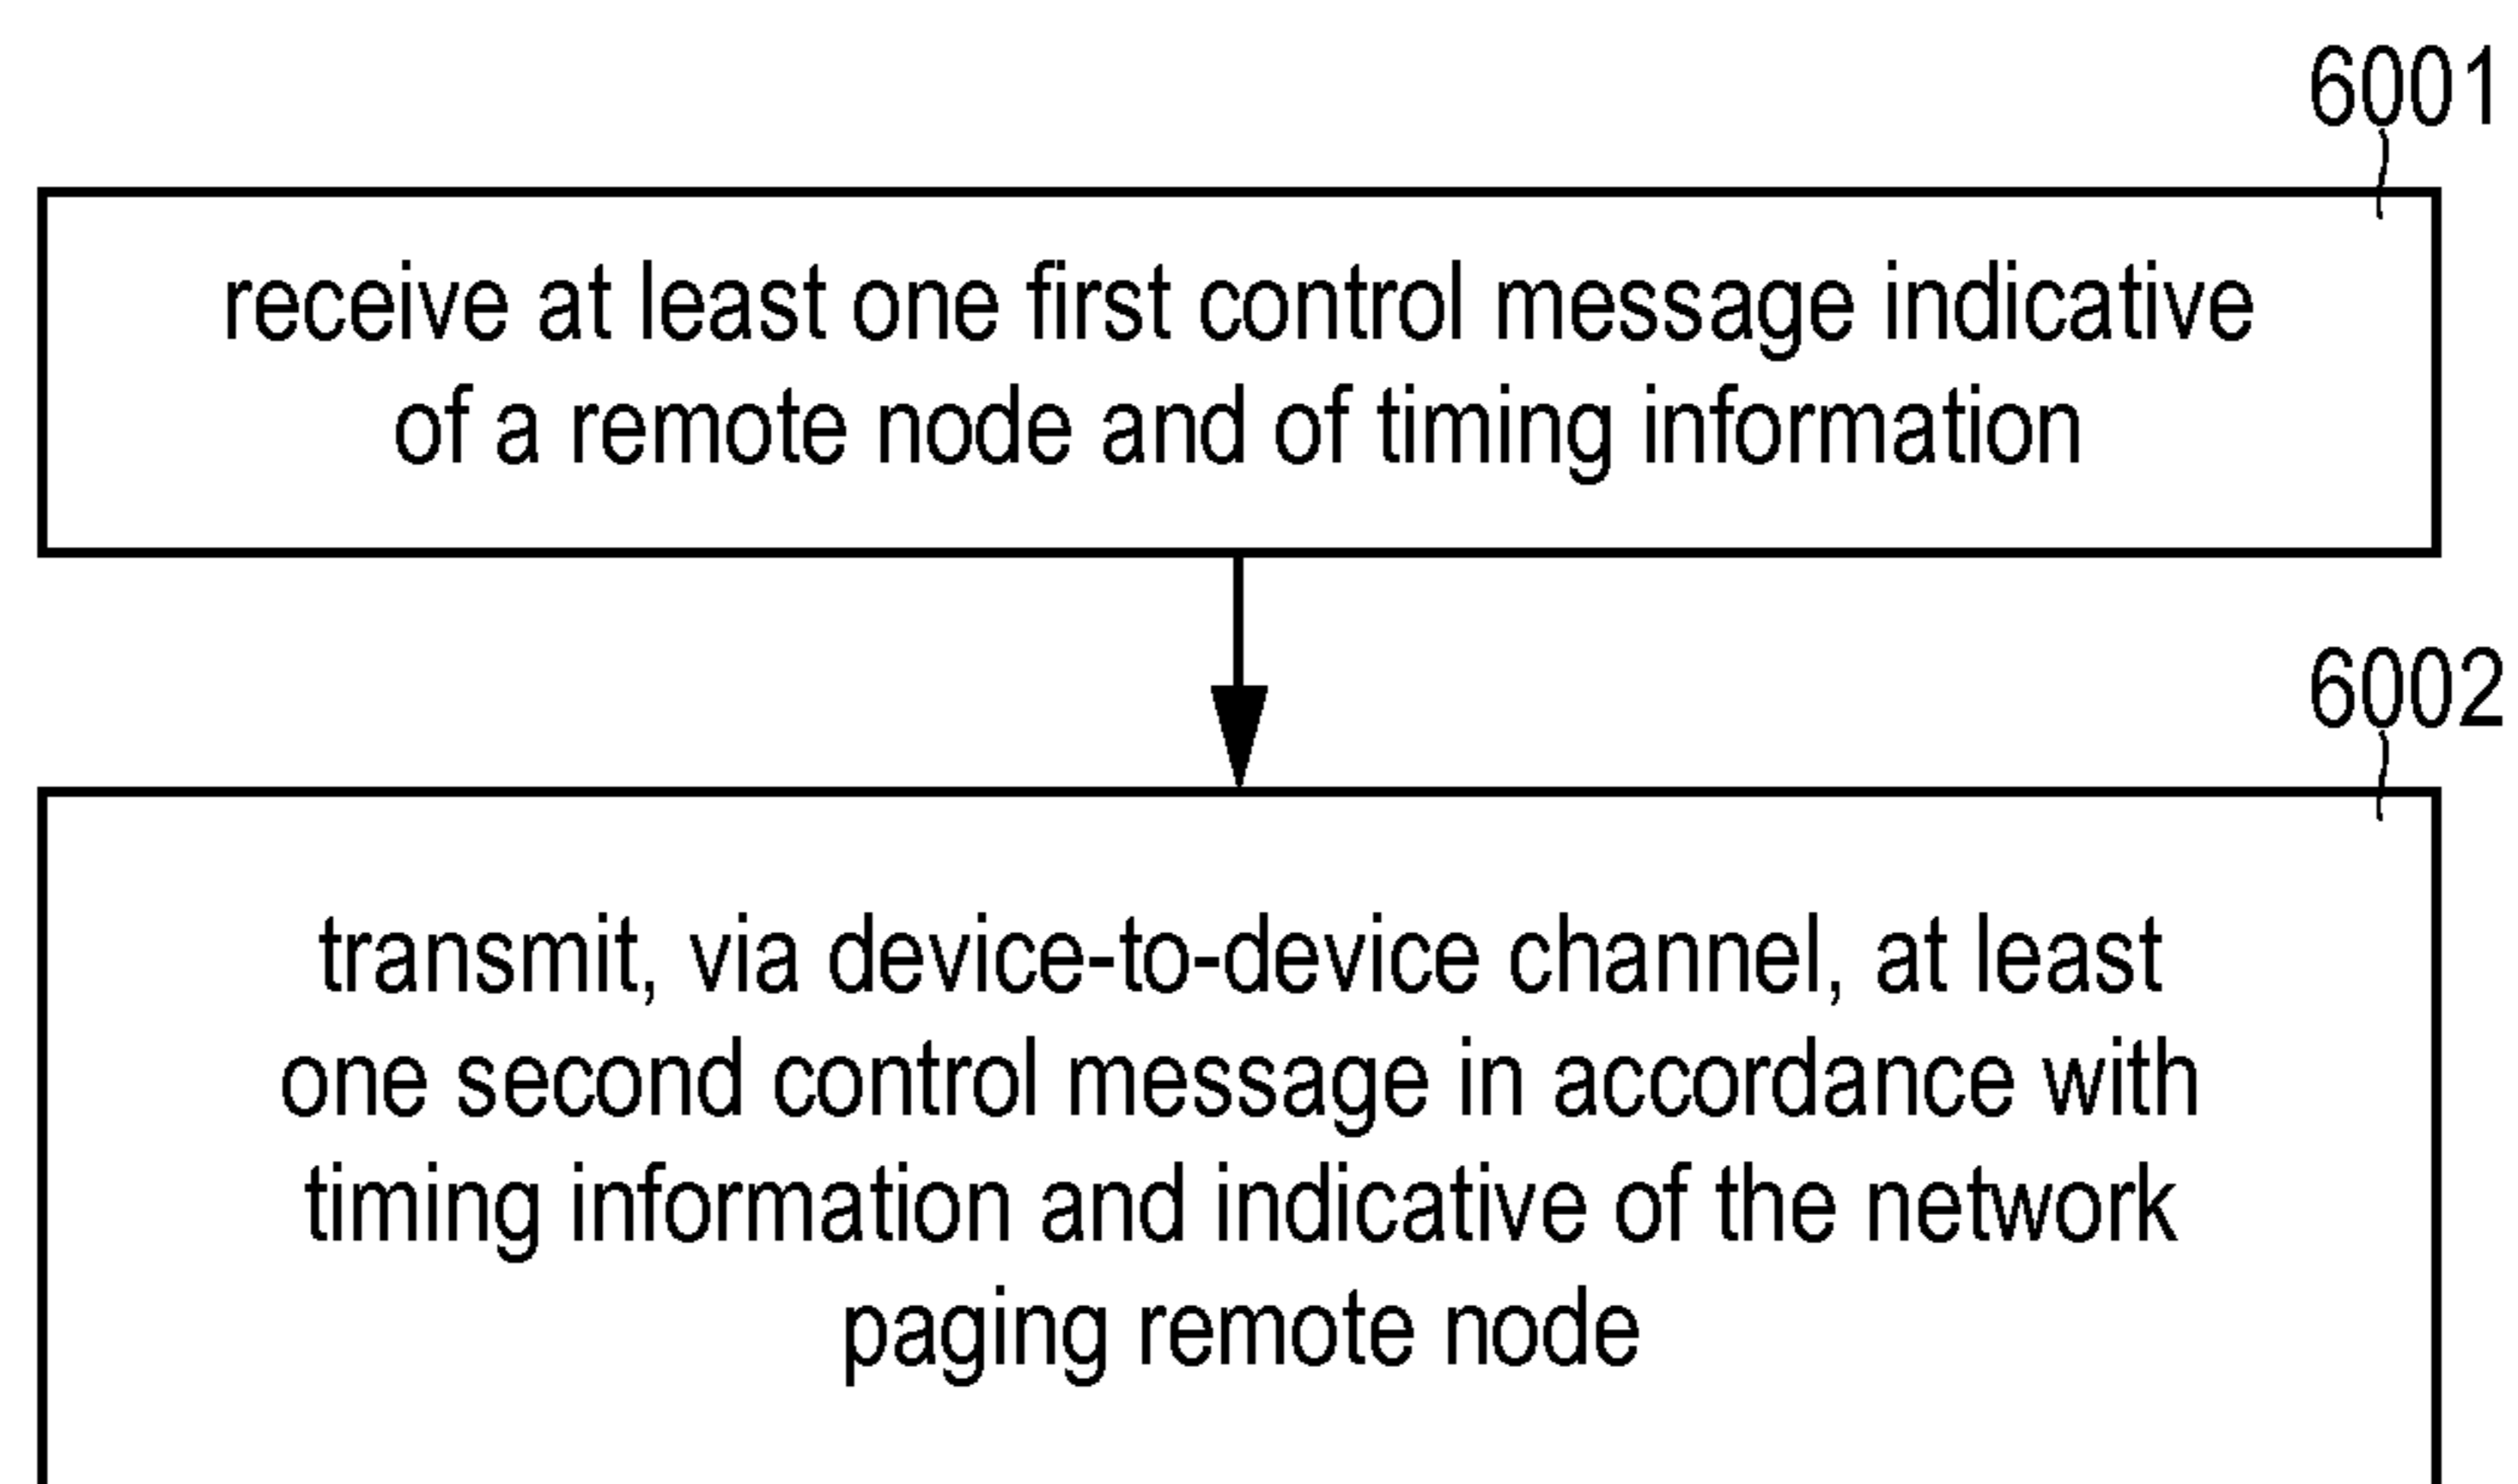 6001
receive at least one first control message indicative
of a remote node and of timing information
6002
transmit, via device-to-device channel, at least
one second control message in accordance with
timing information and indicative of the network
paging remote node